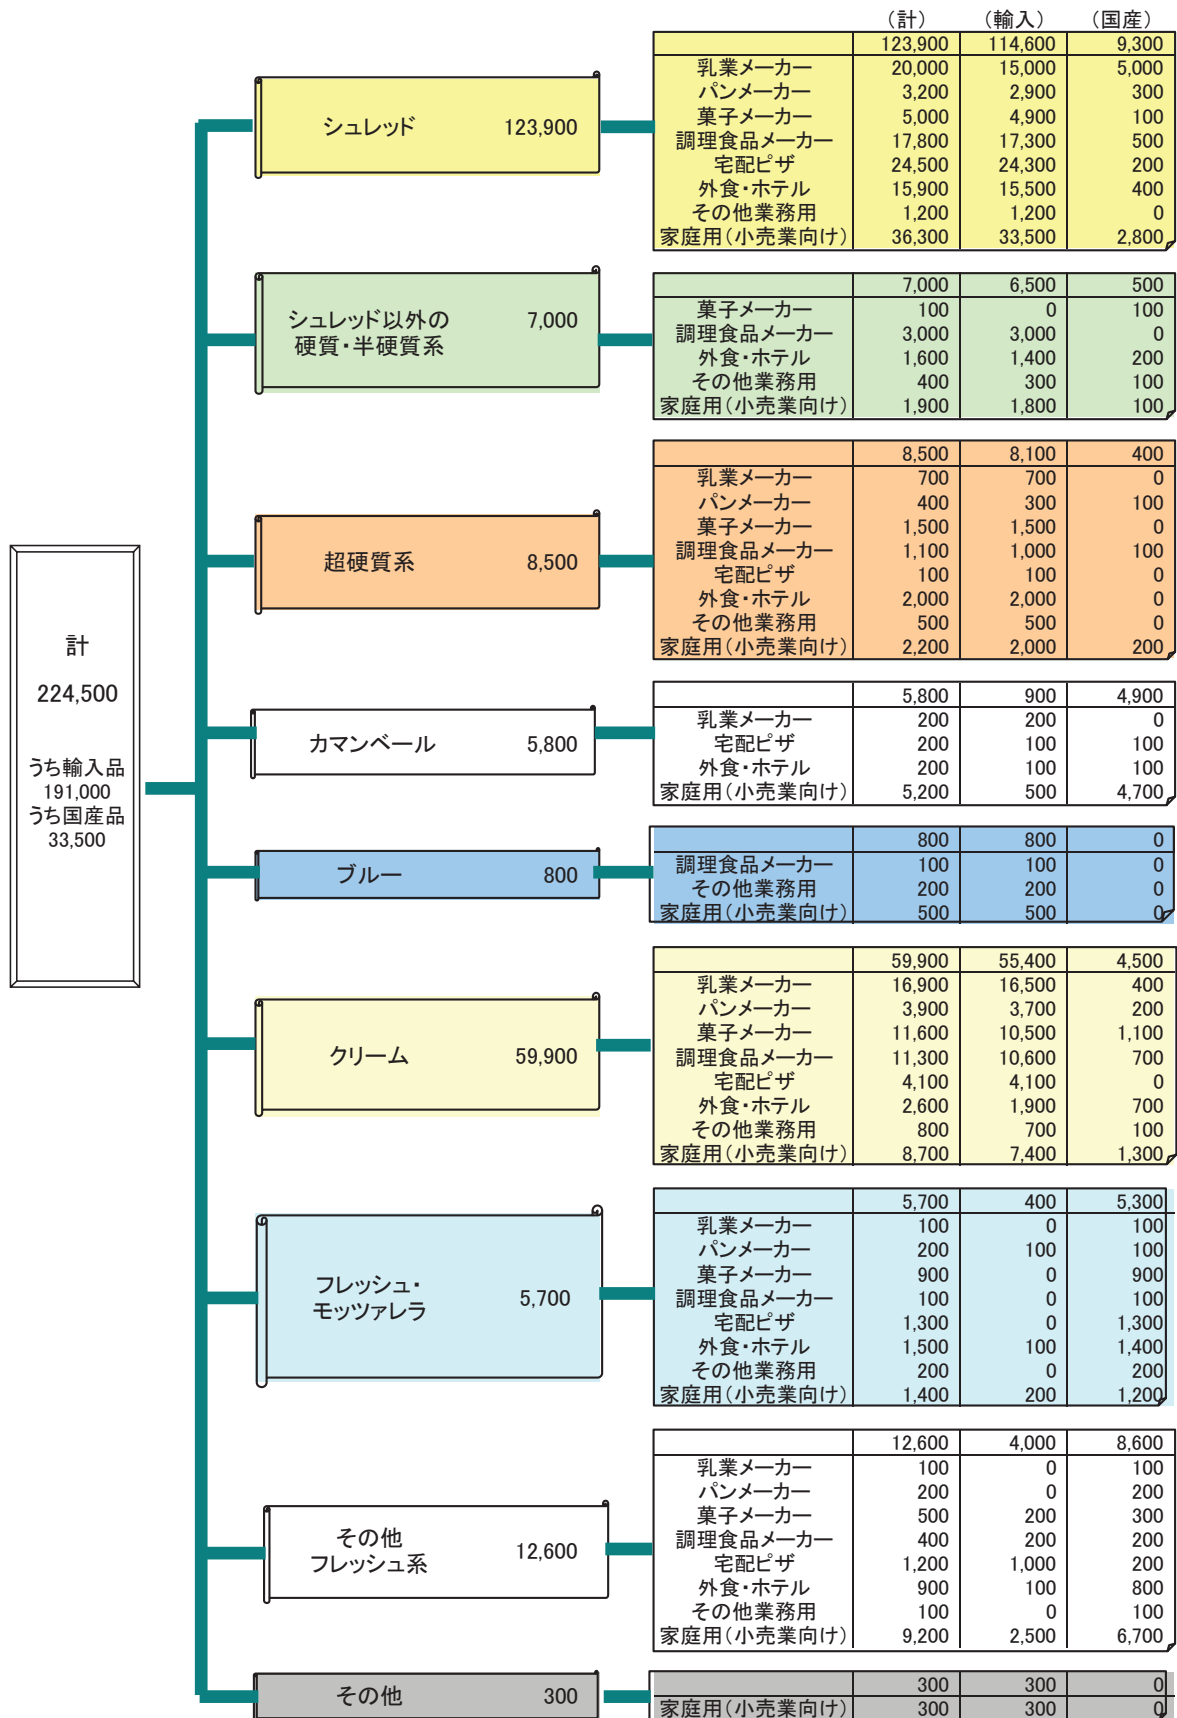 （計） （輸入） （国産）
123,900 114,600 9,300
乳業メーカー 20,000 15,000 5,000
パンメーカー 3,200 2,900 300
菓子メーカー 5,000 4,900 100
シュレッド 123,900
調理食品メーカー 17,800 17,300 500
宅配ピザ 24,500 24,300 200
外食・ホテル 15,900 15,500 400
その他業務用 1,200 1,200 0
家庭用（小売業向け） 36,300 33,500 2,800
シュレッド以外の 7,000
硬質・半硬質系
7,000 6,500 500
菓子メーカー 100 0 100
調理食品メーカー 3,000 3,000 0
外食・ホテル 1,600 1,400 200
その他業務用 400 300 100
家庭用（小売業向け） 1,900 1,800 100
超硬質系 8,500
8,500 8,100 400
乳業メーカー 700 700 0
パンメーカー 400 300 100
菓子メーカー 1,500 1,500 0
調理食品メーカー 1,100 1,000 100
宅配ピザ 100 100 0
外食・ホテル 2,000 2,000 0
その他業務用 500 500 0
家庭用（小売業向け） 2,200 2,000 200
計
224,500
うち輸入品
191,000
うち国産品
33,500
カマンベール 5,800
5,800 900 4,900
乳業メーカー 200 200 0
宅配ピザ 200 100 100
外食・ホテル 200 100 100
家庭用（小売業向け） 5,200 500 4,700
ブルー 800
800 800 0
調理食品メーカー 100 100 0
その他業務用 200 200 0
家庭用（小売業向け） 500 500 0
クリーム 59,900
59,900 55,400 4,500
乳業メーカー 16,900 16,500 400
パンメーカー 3,900 3,700 200
菓子メーカー 11,600 10,500 1,100
調理食品メーカー 11,300 10,600 700
宅配ピザ 4,100 4,100 0
外食・ホテル 2,600 1,900 700
その他業務用 800 700 100
家庭用（小売業向け） 8,700 7,400 1,300
フレッシュ・
モッツァレラ 5,700
5,700 400 5,300
乳業メーカー 100 0 100
パンメーカー 200 100 100
菓子メーカー 900 0 900
調理食品メーカー 100 0 100
宅配ピザ 1,300 0 1,300
外食・ホテル 1,500 100 1,400
その他業務用 200 0 200
家庭用（小売業向け） 1,400 200 1,200
その他
フレッシュ系 12,600
12,600 4,000 8,600
乳業メーカー 100 0 100
パンメーカー 200 0 200
菓子メーカー 500 200 300
調理食品メーカー 400 200 200
宅配ピザ 1,200 1,000 200
外食・ホテル 900 100 800
その他業務用 100 0 100
家庭用（小売業向け） 9,200 2,500 6,700
その他 300
300 300 0
家庭用（小売業向け） 300 300 0